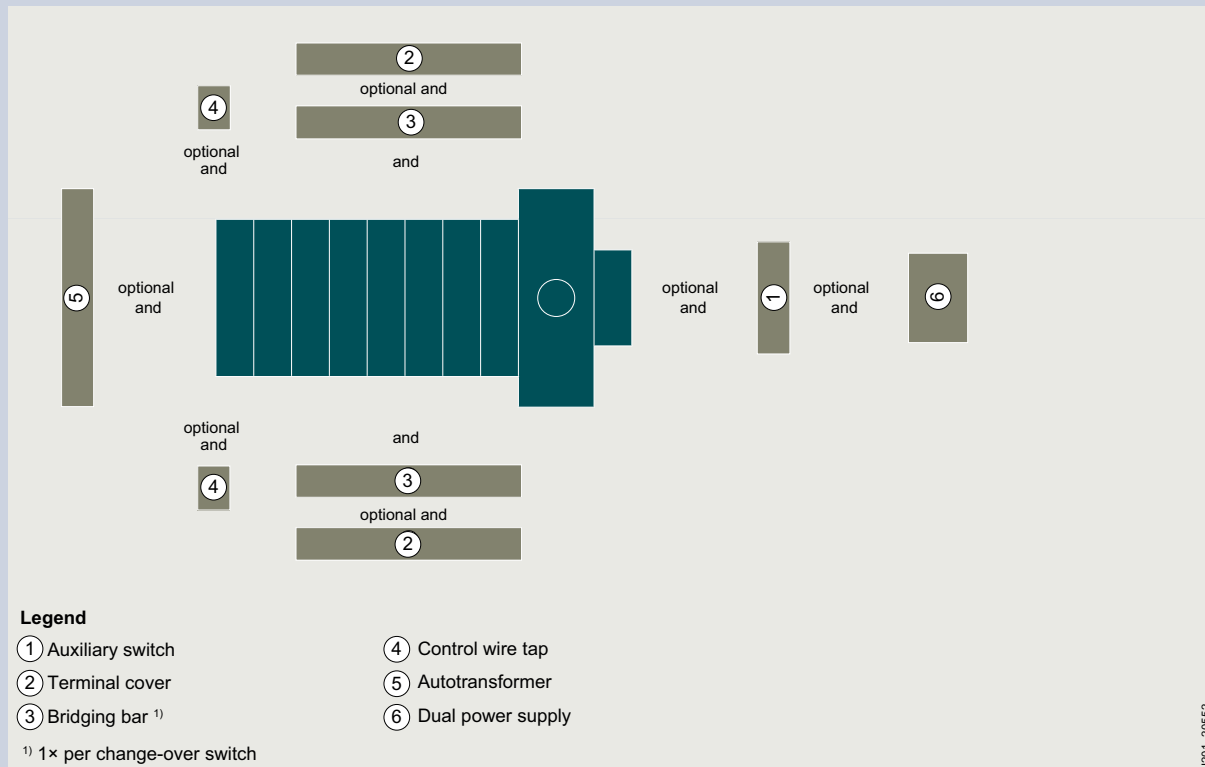 2
optional and
4
3
optional
and
and
5
optional
and
optional
and
1
optional
and
6
optional
and
and
4
3
optional and
2
Legend
1 Auxiliary switch
2 Terminal cover
3 Bridging bar 1)
4 Control wire tap
5 Autotransformer
6 Dual power supply
1) 1× per change-over switch